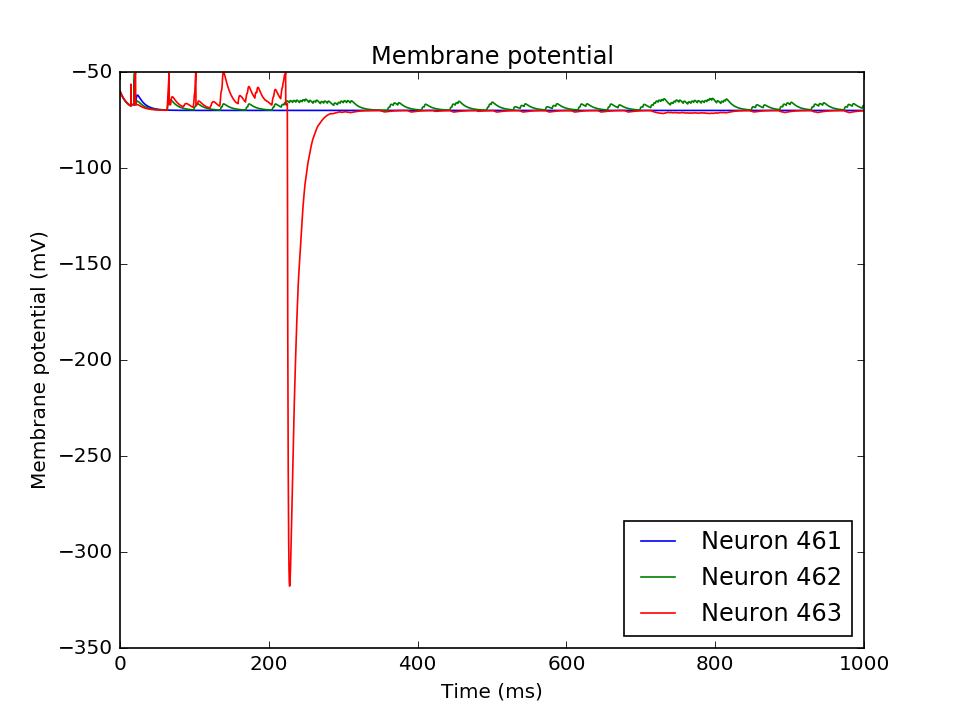 Membrane potential
−50
−100
−150
−200
−250
−300
−350
Membrane potential (mV)
0 200 400 600 800 1000
Time (ms)
Neuron 461
Neuron 462
Neuron 463